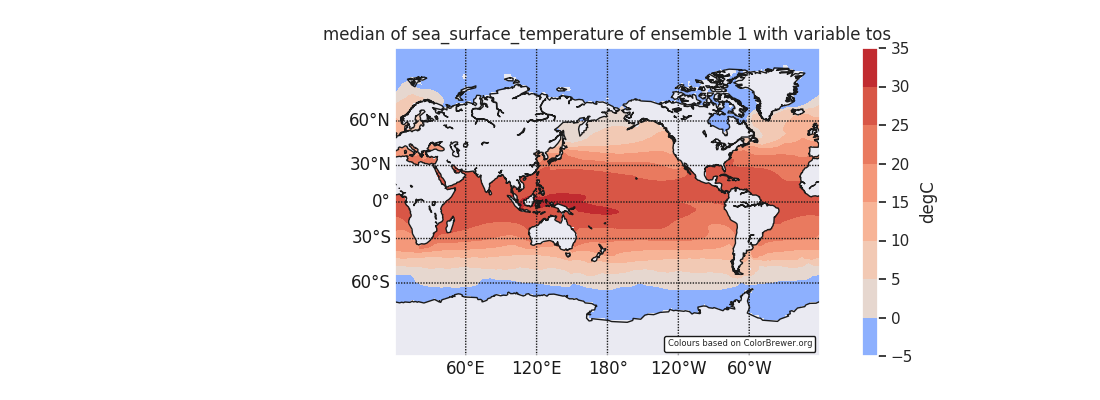 median of sea_surface_temperature of ensemble 1 with variable tos
60°N
30°N
0°
30°S
60°S
60°E
120°E
180°
120°W
60°W
Colours based on ColorBrewer.org
35
30
25
20
15
10
5
0
−5
degC